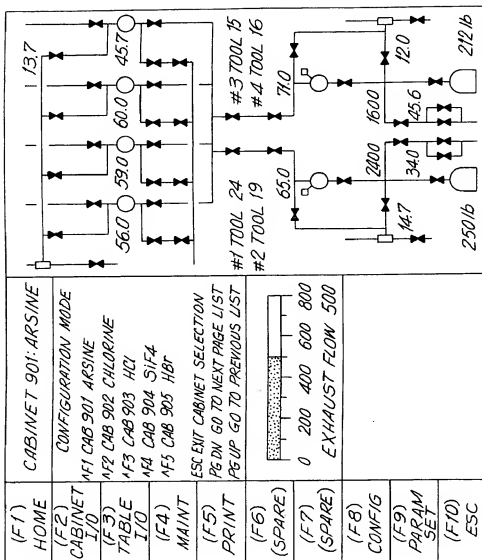 (F1)
HOME
(F2)
CABINET
I/O
(F3)
TABLE
I/O
(F4)
MAINT
(F5)
PRINT
(F6)
(SPARE)
(F7)
(SPARE)
(F8)
CONFIG
(F9)
PARAM
SET
(F10)
ESC
CABINET 901: ARSINE
CONFIGURATION MODE
^F1 CAB 901 ARSINE
^F2 CAB 902 CHLORINE
^F3 CAB 903 HCl
^F4 CAB 904 SiF4
^F5 CAB 905 HBr
ESC EXIT CABINET SELECTION
PG DN GO TO NEXT PAGE LIST
PG UP GO TO PREVIOUS LIST
0 200 400 600 800
EXHAUST FLOW 500
13.7
56.0 59.0 60.0 45.7
#1 TOOL 24 #3 TOOL 15
#2 TOOL 19 #4 TOOL 16
65.0 71.0
14.7 2400 1600 12.0
34.0 45.6
250 lb 212 lb